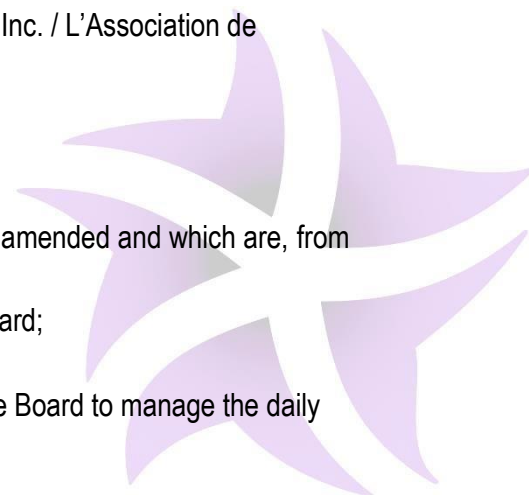 Inc. / L’Association de
amended and which are, from
ard;
e Board to manage the daily